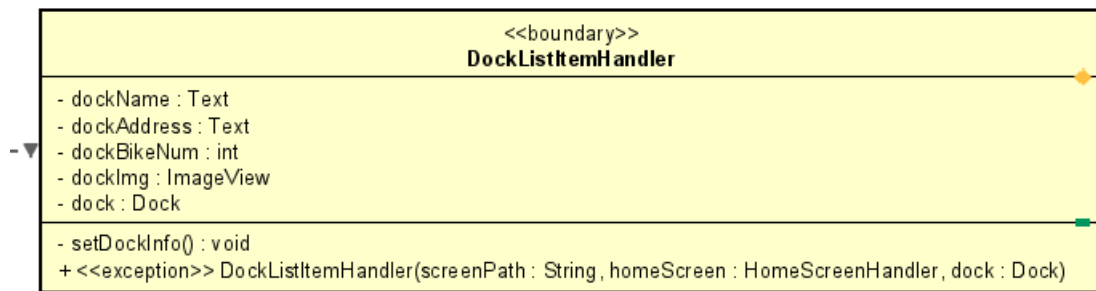 <<boundary>>
DockListItemHandler
- dockName : Text
- dockAddress : Text
- dockBikeNum : int
- dockImg : ImageView
- dock : Dock
- setDockInfo() : void
+ <<exception>> DockListItemHandler(screenPath : String, homeScreen : HomeScreenHandler, dock : Dock)